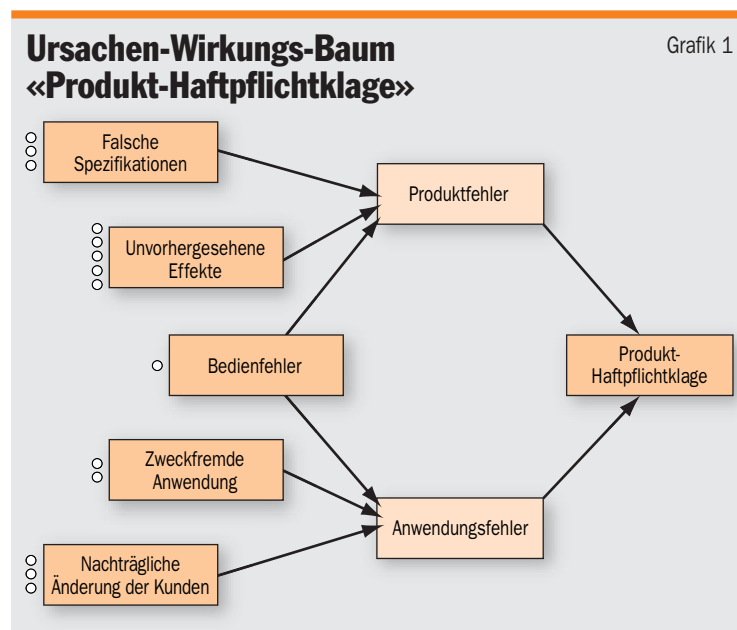 Ursachen-Wirkungs-Baum
«Produkt-Haftpflichtklage»
Grafik 1
Falsche
Spezifikationen
Produktfehler
Unvorhergesehene
Effekte
Bedienfehler
Produkt-
Haftpflichtklage
Zweckfremde
Anwendung
Anwendungsfehler
Nachträgliche
Änderung der Kunden